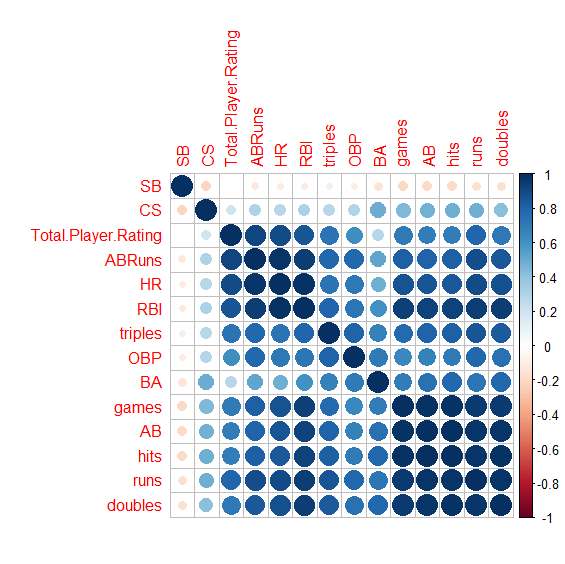 SB
CS
Total.Player.Rating
ABRuns
HR
RBI
triples
OBP
BA
games
AB
hits
runs
doubles
SB
CS
Total.Player.Rating
ABRuns
HR
RBI
triples
OBP
BA
games
AB
hits
runs
doubles
1
0.8
0.6
0.4
0.2
0
-0.2
-0.4
-0.6
-0.8
-1